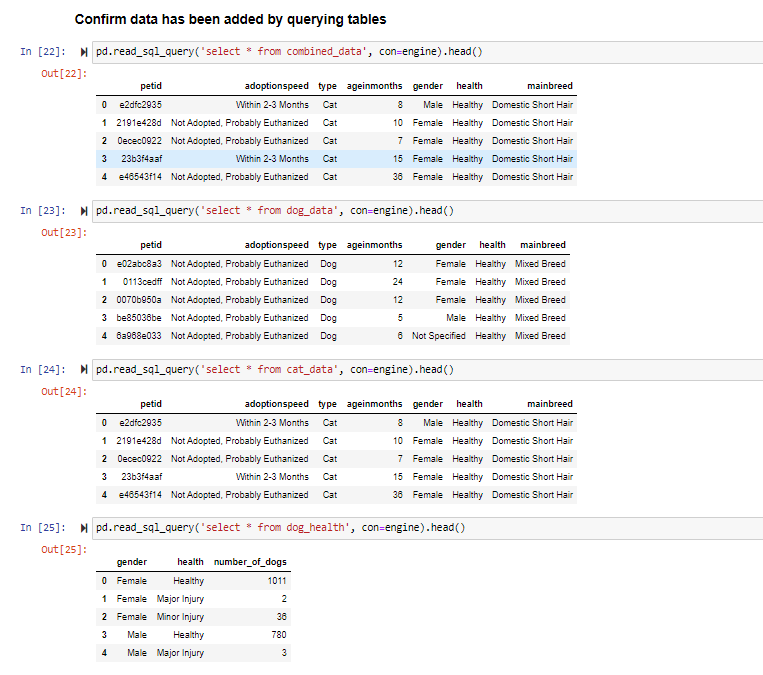 Confirm data has been added by querying tables
In [22]: pd.read_sql_query('select * from combined_data', con=engine).head()
Out[22]:
petid adoptionspeed type ageinmonths gender health mainbreed
0 e2dfc2935 Within 2-3 Months Cat 8 Male Healthy Domestic Short Hair
1 2191e428d Not Adopted, Probably Euthanized Cat 10 Female Healthy Domestic Short Hair
2 0ecec0922 Not Adopted, Probably Euthanized Cat 7 Female Healthy Domestic Short Hair
3 23b3f4aaf Within 2-3 Months Cat 15 Female Healthy Domestic Short Hair
4 e46543f14 Not Adopted, Probably Euthanized Cat 36 Female Healthy Domestic Short Hair
In [23]: pd.read_sql_query('select * from dog_data', con=engine).head()
Out[23]:
petid adoptionspeed type ageinmonths gender health mainbreed
0 e02abc8a3 Not Adopted, Probably Euthanized Dog 12 Female Healthy Mixed Breed
1 0113cedff Not Adopted, Probably Euthanized Dog 24 Female Healthy Mixed Breed
2 0070b950a Not Adopted, Probably Euthanized Dog 12 Female Healthy Mixed Breed
3 be85036be Not Adopted, Probably Euthanized Dog 5 Male Healthy Mixed Breed
4 6a968e033 Not Adopted, Probably Euthanized Dog 6 Not Specified Healthy Mixed Breed
In [24]: pd.read_sql_query('select * from cat_data', con=engine).head()
Out[24]:
petid adoptionspeed type ageinmonths gender health mainbreed
0 e2dfc2935 Within 2-3 Months Cat 8 Male Healthy Domestic Short Hair
1 2191e428d Not Adopted, Probably Euthanized Cat 10 Female Healthy Domestic Short Hair
2 0ecec0922 Not Adopted, Probably Euthanized Cat 7 Female Healthy Domestic Short Hair
3 23b3f4aaf Within 2-3 Months Cat 15 Female Healthy Domestic Short Hair
4 e46543f14 Not Adopted, Probably Euthanized Cat 36 Female Healthy Domestic Short Hair
In [25]: pd.read_sql_query('select * from dog_health', con=engine).head()
Out[25]:
gender health number_of_dogs
0 Female Healthy 1011
1 Female Major Injury 2
2 Female Minor Injury 36
3 Male Healthy 780
4 Male Major Injury 3